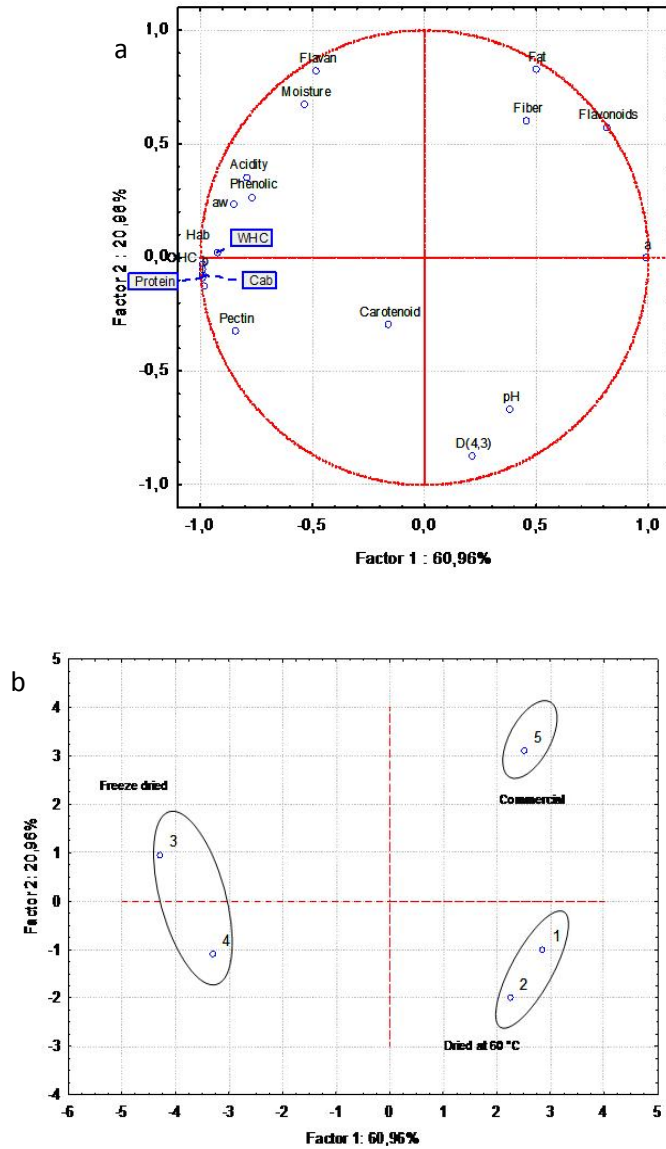 a
1,0
Flavan
Fat
Moisture
Fiber
Flavonoids
0,5
Acidity
Phenolic
aw
Hab
WHC
a
0,0
OHC
b
Protein
Cab
Pectin
Carotenoid
-0,5
pH
D(4,3)
-1,0
Factor 2 : 20,96%
-1,0 -0,5 0,0 0,5 1,0
Factor 1 : 60,96%
b
5
4
5
3
Freeze dried
Commercial
2
3
1
0
4
1
-1
2
-2
Dried at 60 °C
-3
-4
Factor 2: 20,96%
-6 -5 -4 -3 -2 -1 0 1 2 3 4 5
Factor 1: 60,96%